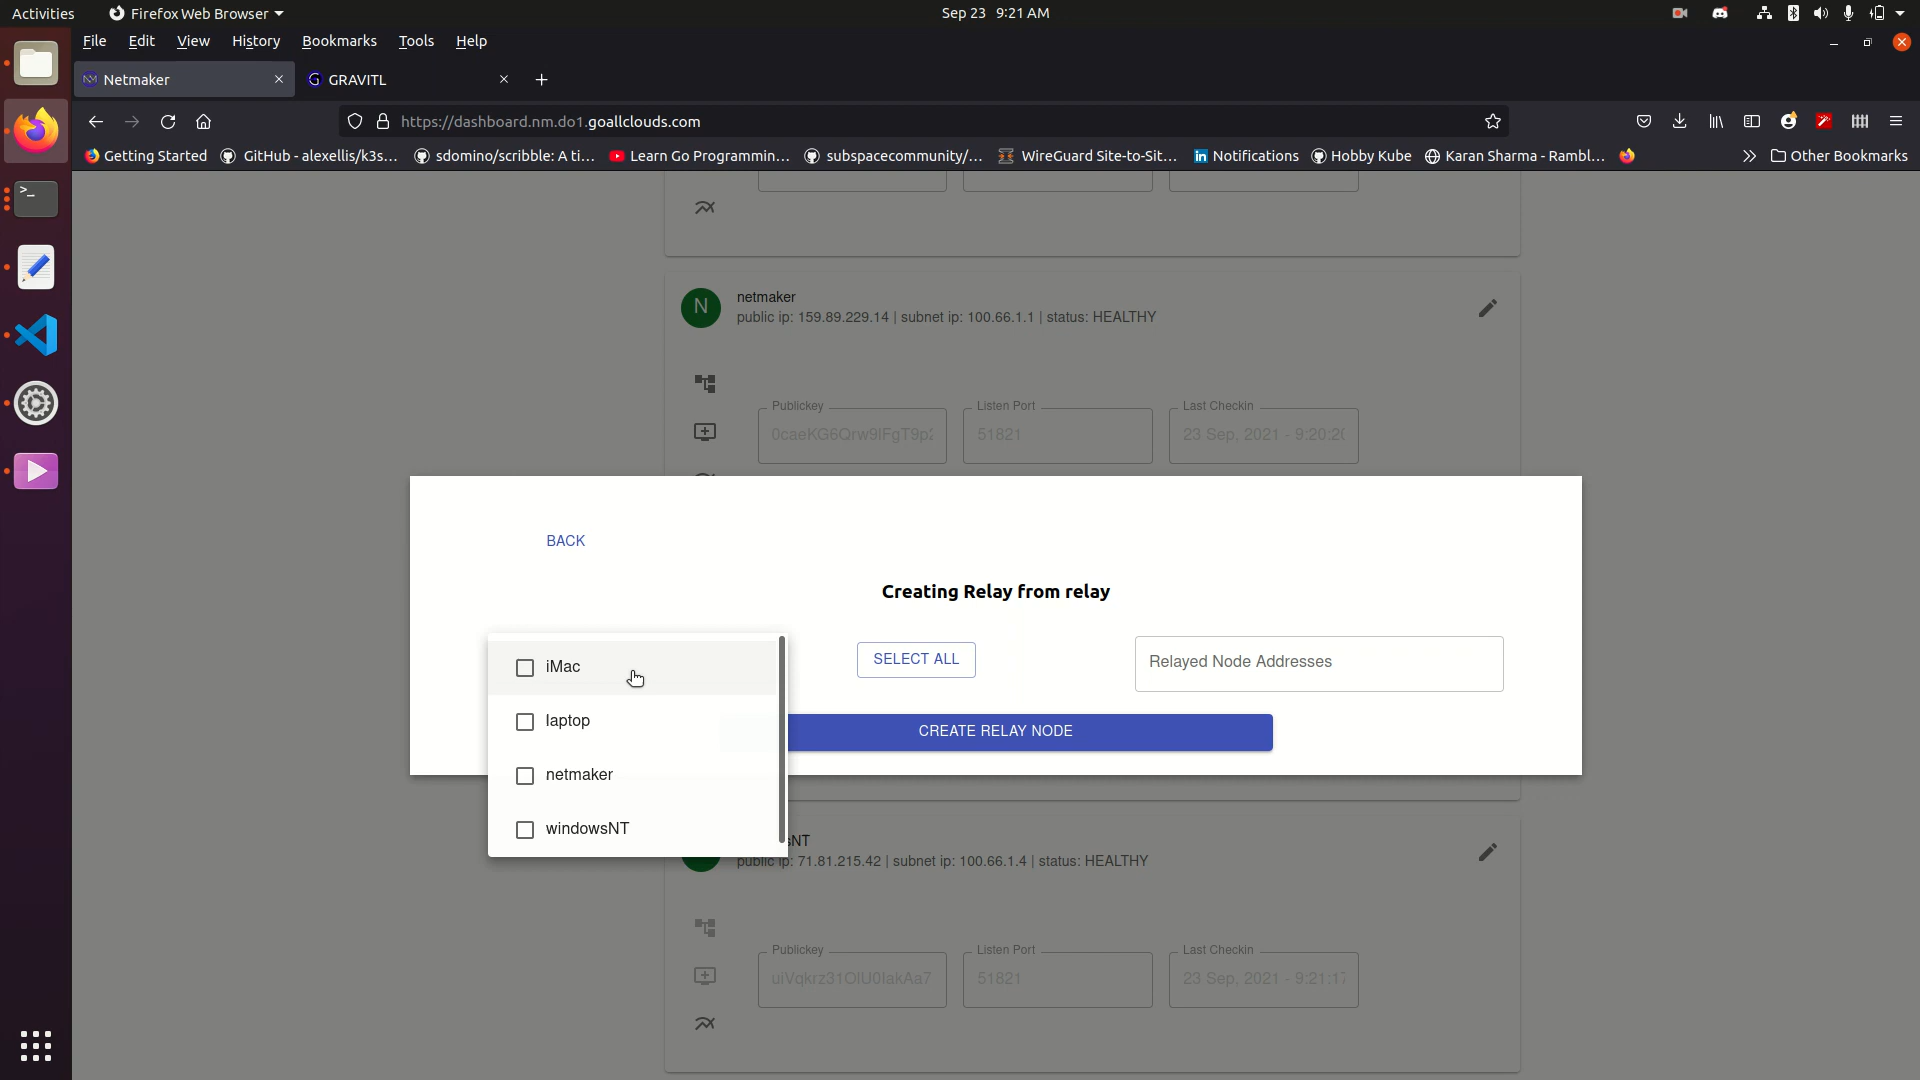 Activities
Firefox Web Browser
Sep 23 9:21 AM
File Edit View History Bookmarks Tools Help
Netmaker
GRAVITL
https://dashboard.nm.do1.goallclouds.com
Getting Started
GitHub - alexellis/k3s...
sdomino/scribble: A ti...
Learn Go Programmin...
subspacecommunity/...
WireGuard Site-to-Sit...
Notifications
Hobby Kube
Karan Sharma - Rambl...
Other Bookmarks
N
netmaker
public ip: 159.89.229.14 | subnet ip: 100.66.1.1 | status: HEALTHY
Publickey
Listen Port
Last Checkin
51821
23 Sep, 2021 - 9:20:20
BACK
Creating Relay from relay
iMac
laptop
netmaker
windowsNT
SELECT ALL
Relayed Node Addresses
CREATE RELAY NODE
sNT
public ip: 71.81.215.42 | subnet ip: 100.66.1.4 | status: HEALTHY
Publickey
Listen Port
Last Checkin
51821
23 Sep, 2021 - 9:21:17